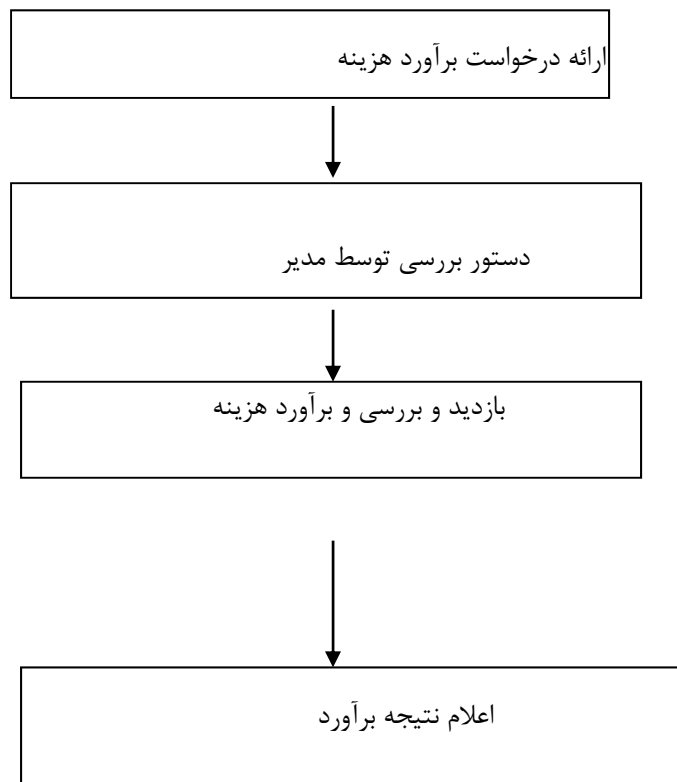 ارائه درخواست برآورد هزینه
دستور بررسی توسط مدیر
بازدید و بررسی و برآورد هزینه
اعلام نتیجه برآورد